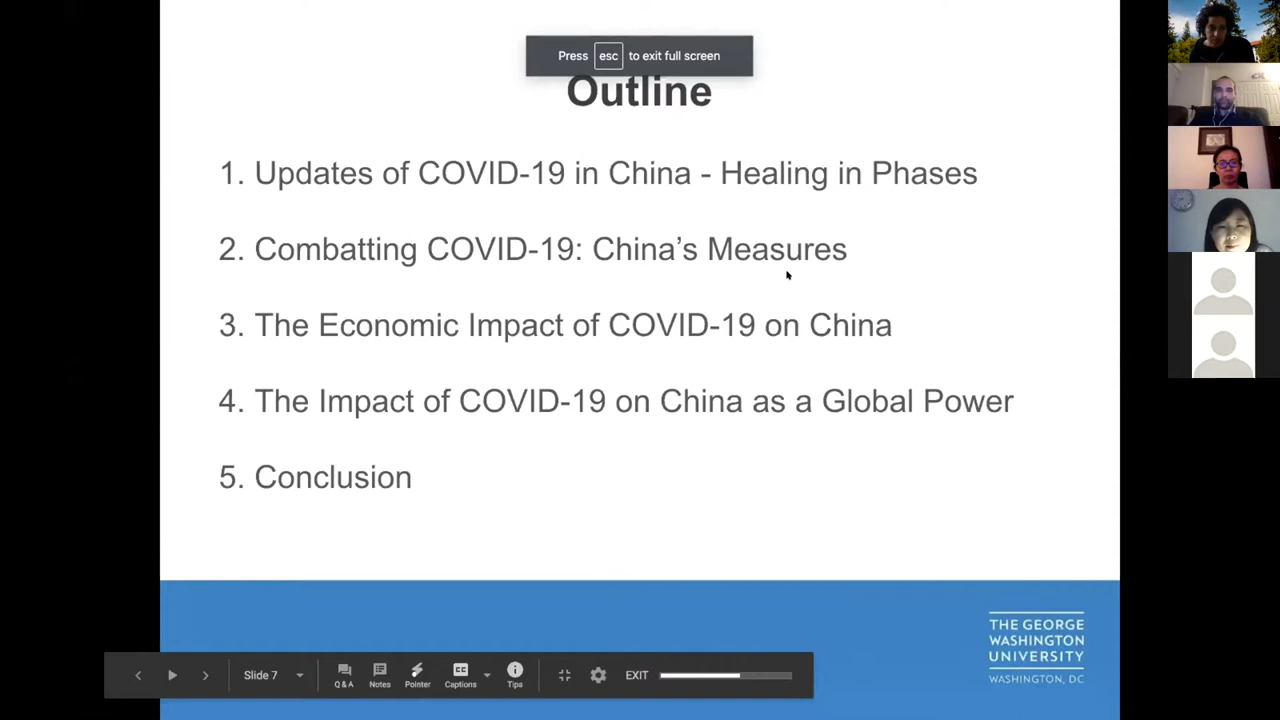 Press esc to exit full screen
Outline
1. Updates of COVID-19 in China - Healing in Phases
2. Combatting COVID-19: China’s Measures
3. The Economic Impact of COVID-19 on China
4. The Impact of COVID-19 on China as a Global Power
5. Conclusion
THE GEORGE
WASHINGTON
UNIVERSITY
WASHINGTON, DC
Slide 7
Q & A
Notes
Pointer
Captions
Tips
EXIT